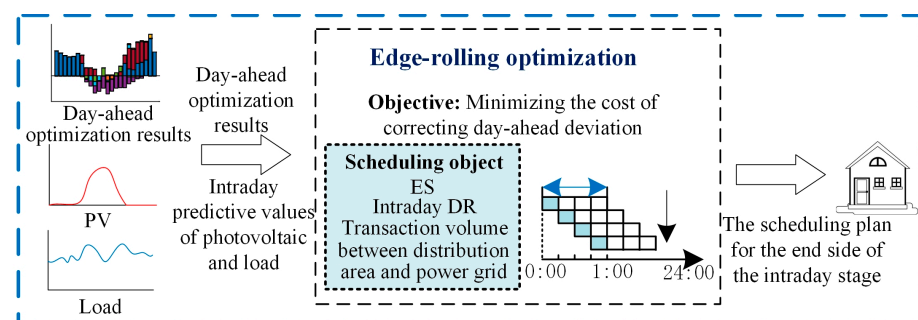 Day-ahead
optimization results
PV
Load
Day-ahead
optimization
results
Intraday
predictive values
of photovoltaic
and load
Edge-rolling optimization
Objective: Minimizing the cost of
correcting day-ahead deviation
Scheduling object
ES
Intraday DR
Transaction volume
between distribution
area and power grid
0:00 1:00 24:00
The scheduling plan
for the end side of
the intraday stage